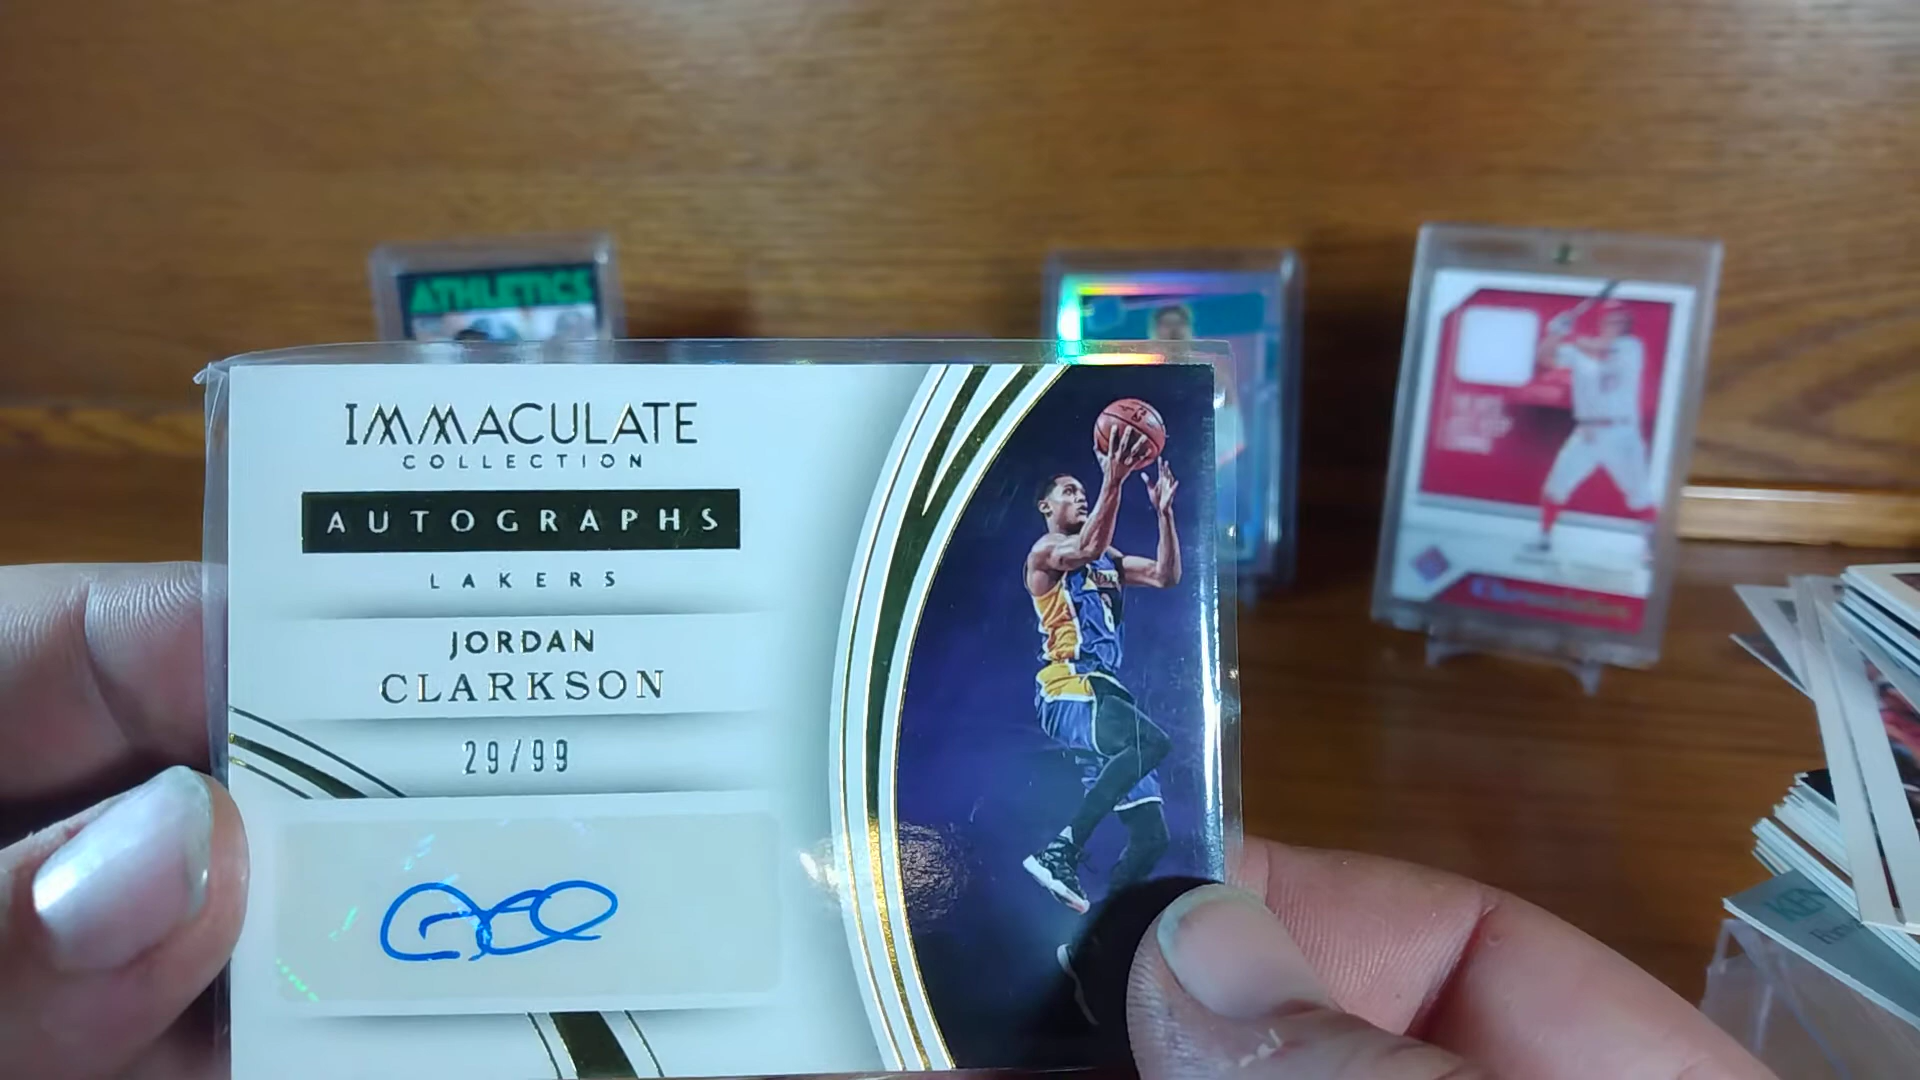 ATHLETICS
IMMACULATE
COLLECTION
AUTOGRAPHS
LAKERS
JORDAN
CLARKSON
29/99